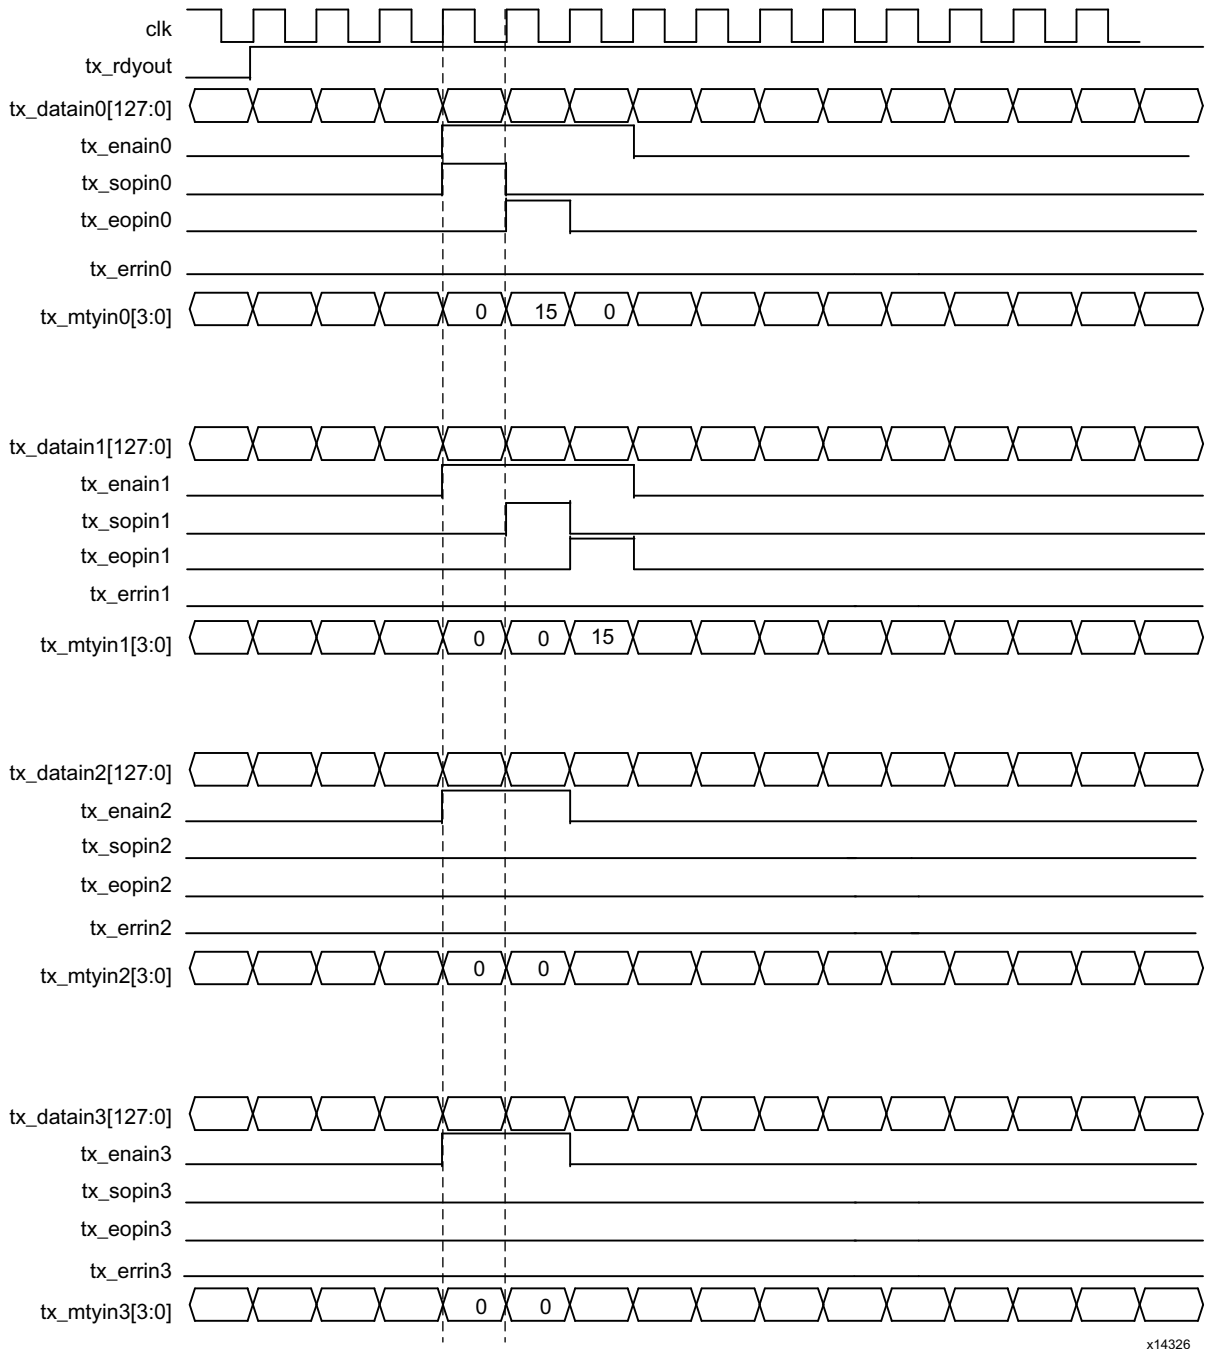 clk
tx_rdyout
tx_datain0[127:0]
tx_enain0
tx_sopin0
tx_eopin0
tx_errin0
tx_mtyin0[3:0] 0 15 0
tx_datain1[127:0]
tx_enain1
tx_sopin1
tx_eopin1
tx_errin1
tx_mtyin1[3:0] 0 0 15
tx_datain2[127:0]
tx_enain2
tx_sopin2
tx_eopin2
tx_errin2
tx_mtyin2[3:0] 0 0
tx_datain3[127:0]
tx_enain3
tx_sopin3
tx_eopin3
tx_errin3
tx_mtyin3[3:0] 0 0
x14326